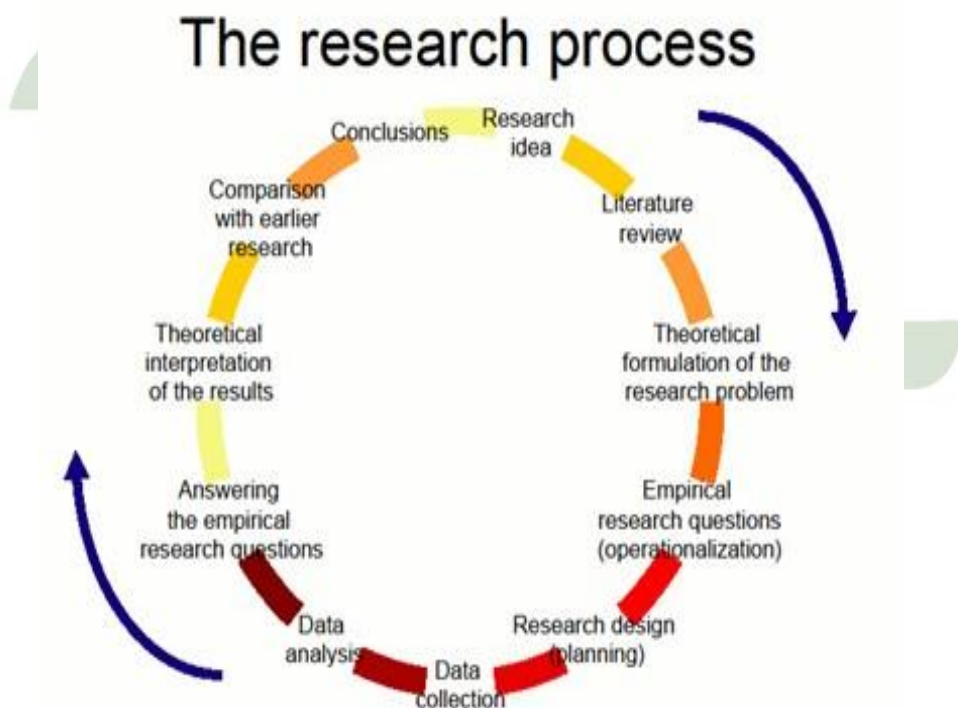 The research process
Research
idea
Literature
review
Theoretical
formulation of the
research problem
Empirical
research questions
(operationalization)
Research design
(planning)
Data
collection
Data
analysis
Answering
the empirical
research questions
Theoretical
interpretation
of the results
Comparison
with earlier
research
Conclusions